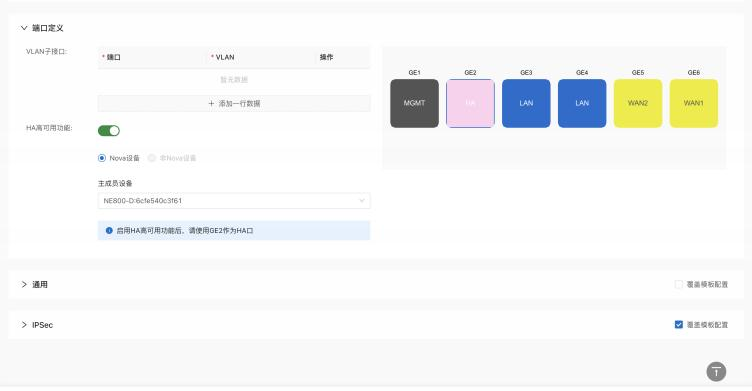 端口定义
VLAN子接口:
* 端口
* VLAN
操作
暂无数据
+ 添加一行数据
HA高可用功能:
Nova设备
非Nova设备
主成员设备
NE800-D:6cfe540c3f61
启用HA高可用功能后，请使用GE2作为HA口
GE1
GE2
GE3
GE4
GE5
GE6
MGMT
HA
LAN
LAN
WAN2
WAN1
通用
覆盖模板配置
IPSec
覆盖模板配置